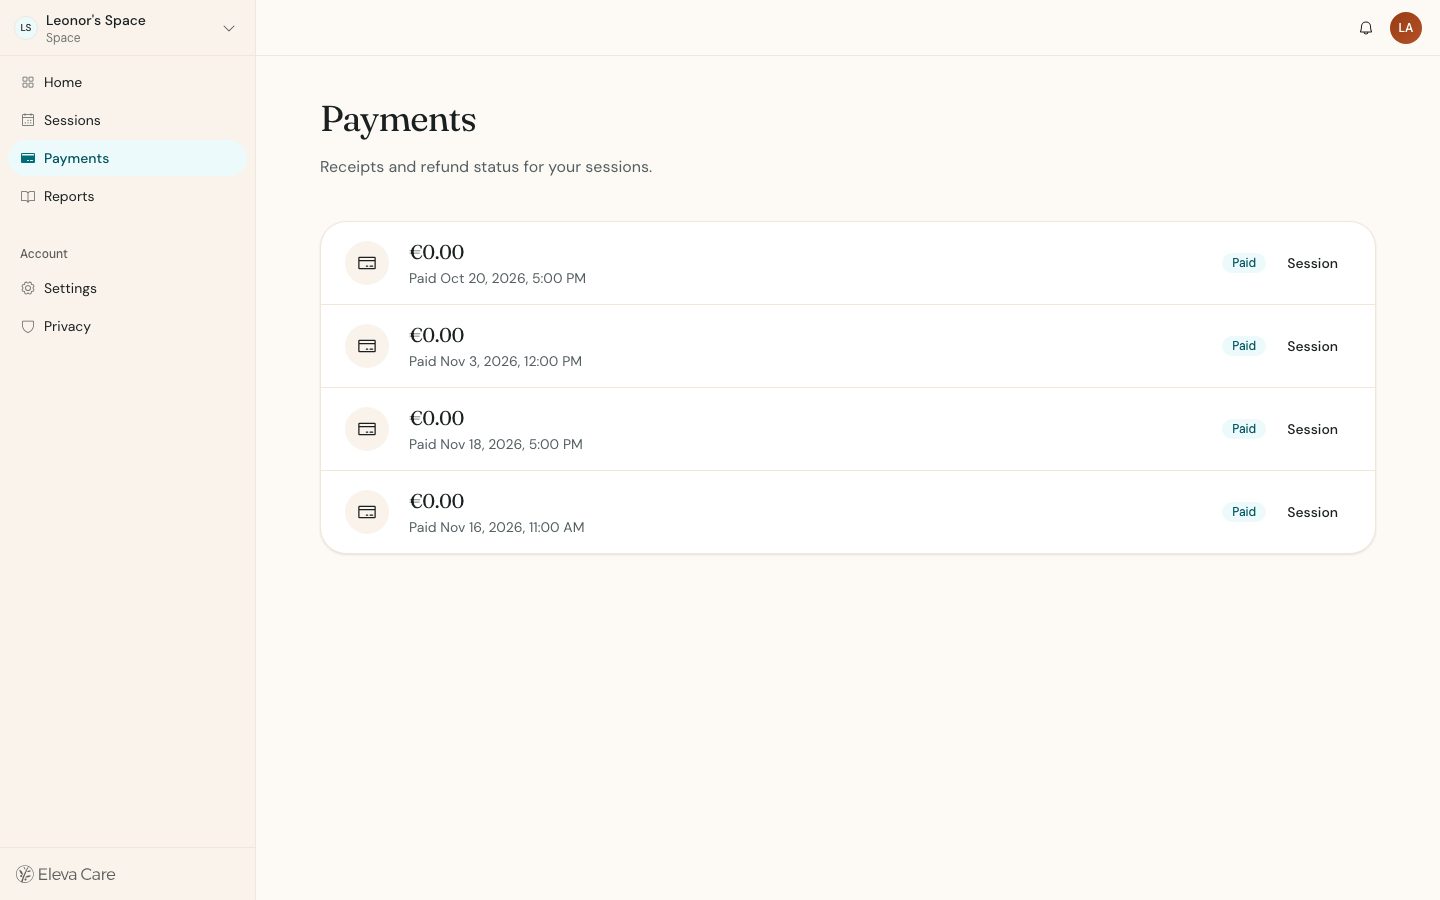 LS
Leonor's Space
Space
LA
Home
Sessions
Payments
Reports
Account
Settings
Privacy
Eleva Care
Payments
Receipts and refund status for your sessions.
€0.00
Paid Oct 20, 2026, 5:00 PM
Paid
Session
€0.00
Paid Nov 3, 2026, 12:00 PM
Paid
Session
€0.00
Paid Nov 18, 2026, 5:00 PM
Paid
Session
€0.00
Paid Nov 16, 2026, 11:00 AM
Paid
Session